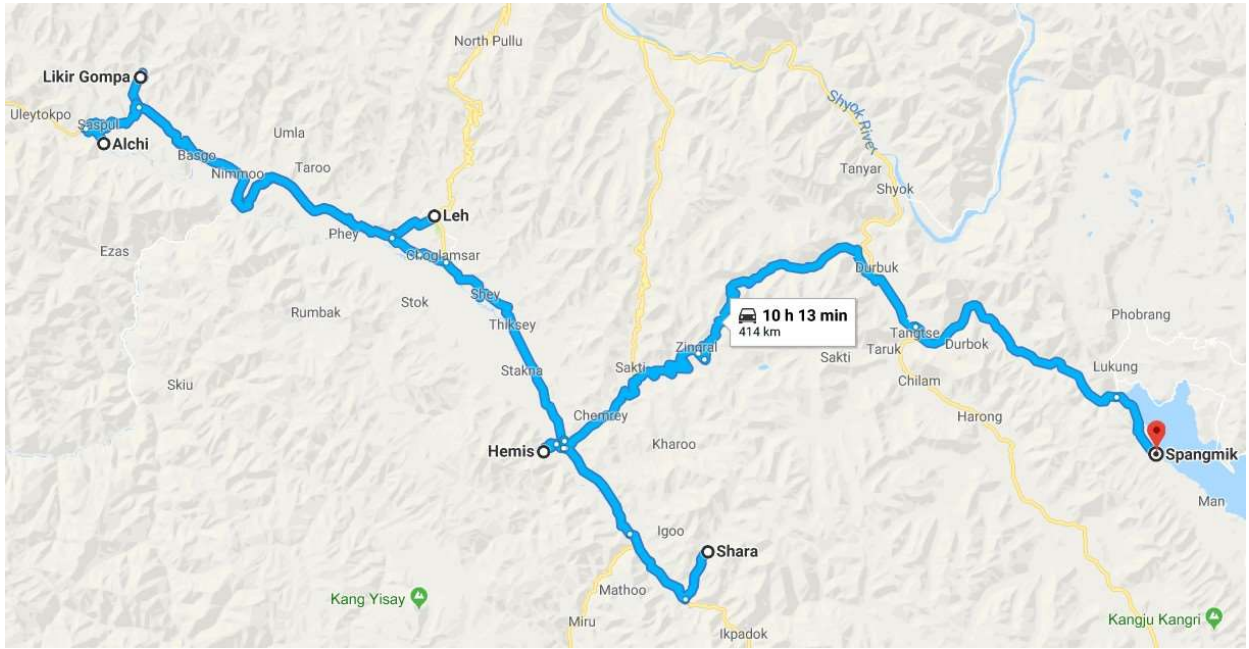 North Pullu
Likir Gompa
Uleytokpo
Saspul
Alchi
Umla
Basgo
Taroo
Nimmoo
Shyok River
Tanyar
Shyok
Leh
Phey
Choglamsar
Ezas
Stok
Shey
Rumbak
Thiksey
Durbuk
10 h 13 min
414 km
Phobrang
Tangtse
Durbok
Zingral
Sakti
Sakti
Taruk
Stakna
Skiu
Lukung
Chilam
Chemrey
Harong
Hemis
Kharoo
Spangmik
Man
Igoo
Shara
Mathoo
Kang Yisay
Miru
Ikpadok
Kangju Kangri